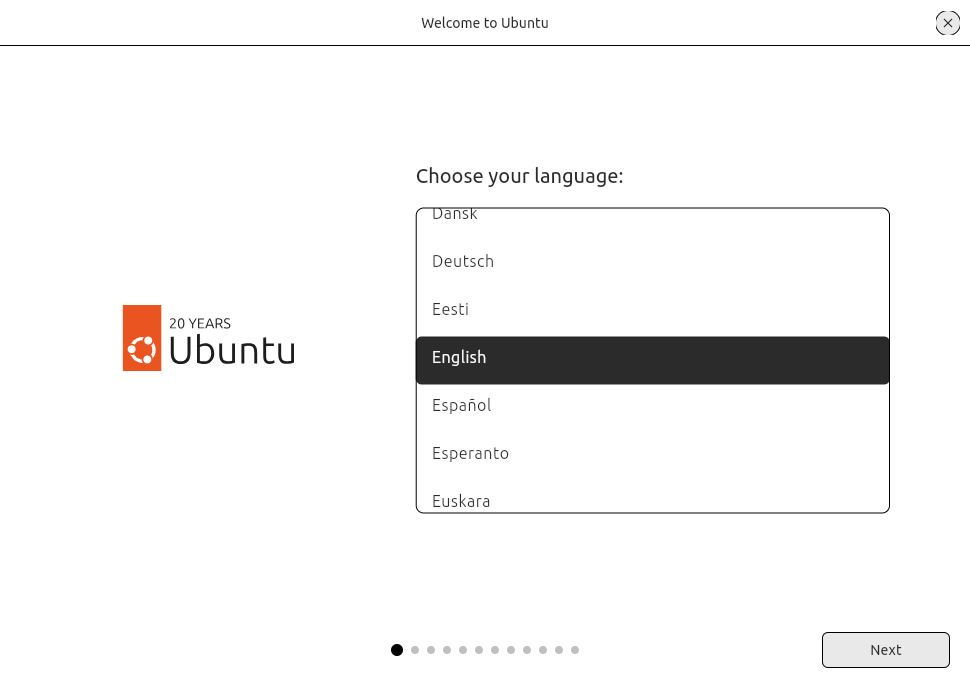 Welcome to Ubuntu
Choose your language:
Dansk
Deutsch
Eesti
20 YEARS
Ubuntu
English
Español
Esperanto
Euskara
Next